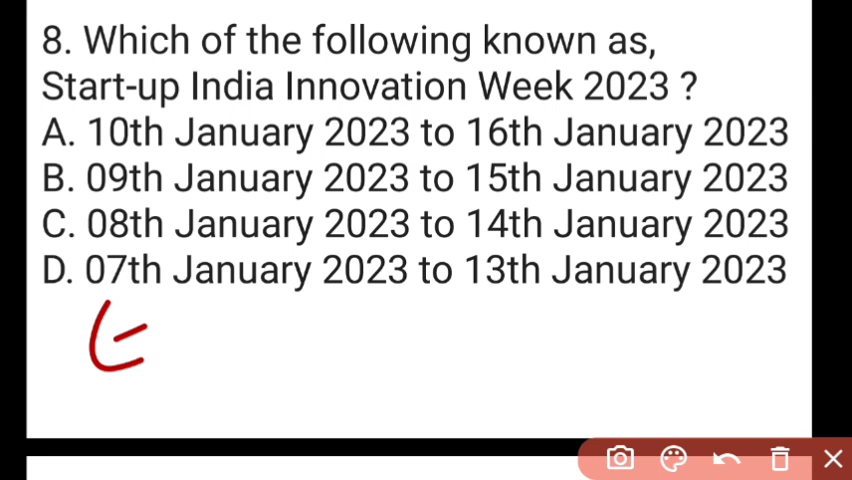 8. Which of the following known as,
Start-up India Innovation Week 2023 ?
A. 10th January 2023 to 16th January 2023
B. 09th January 2023 to 15th January 2023
C. 08th January 2023 to 14th January 2023
D. 07th January 2023 to 13th January 2023